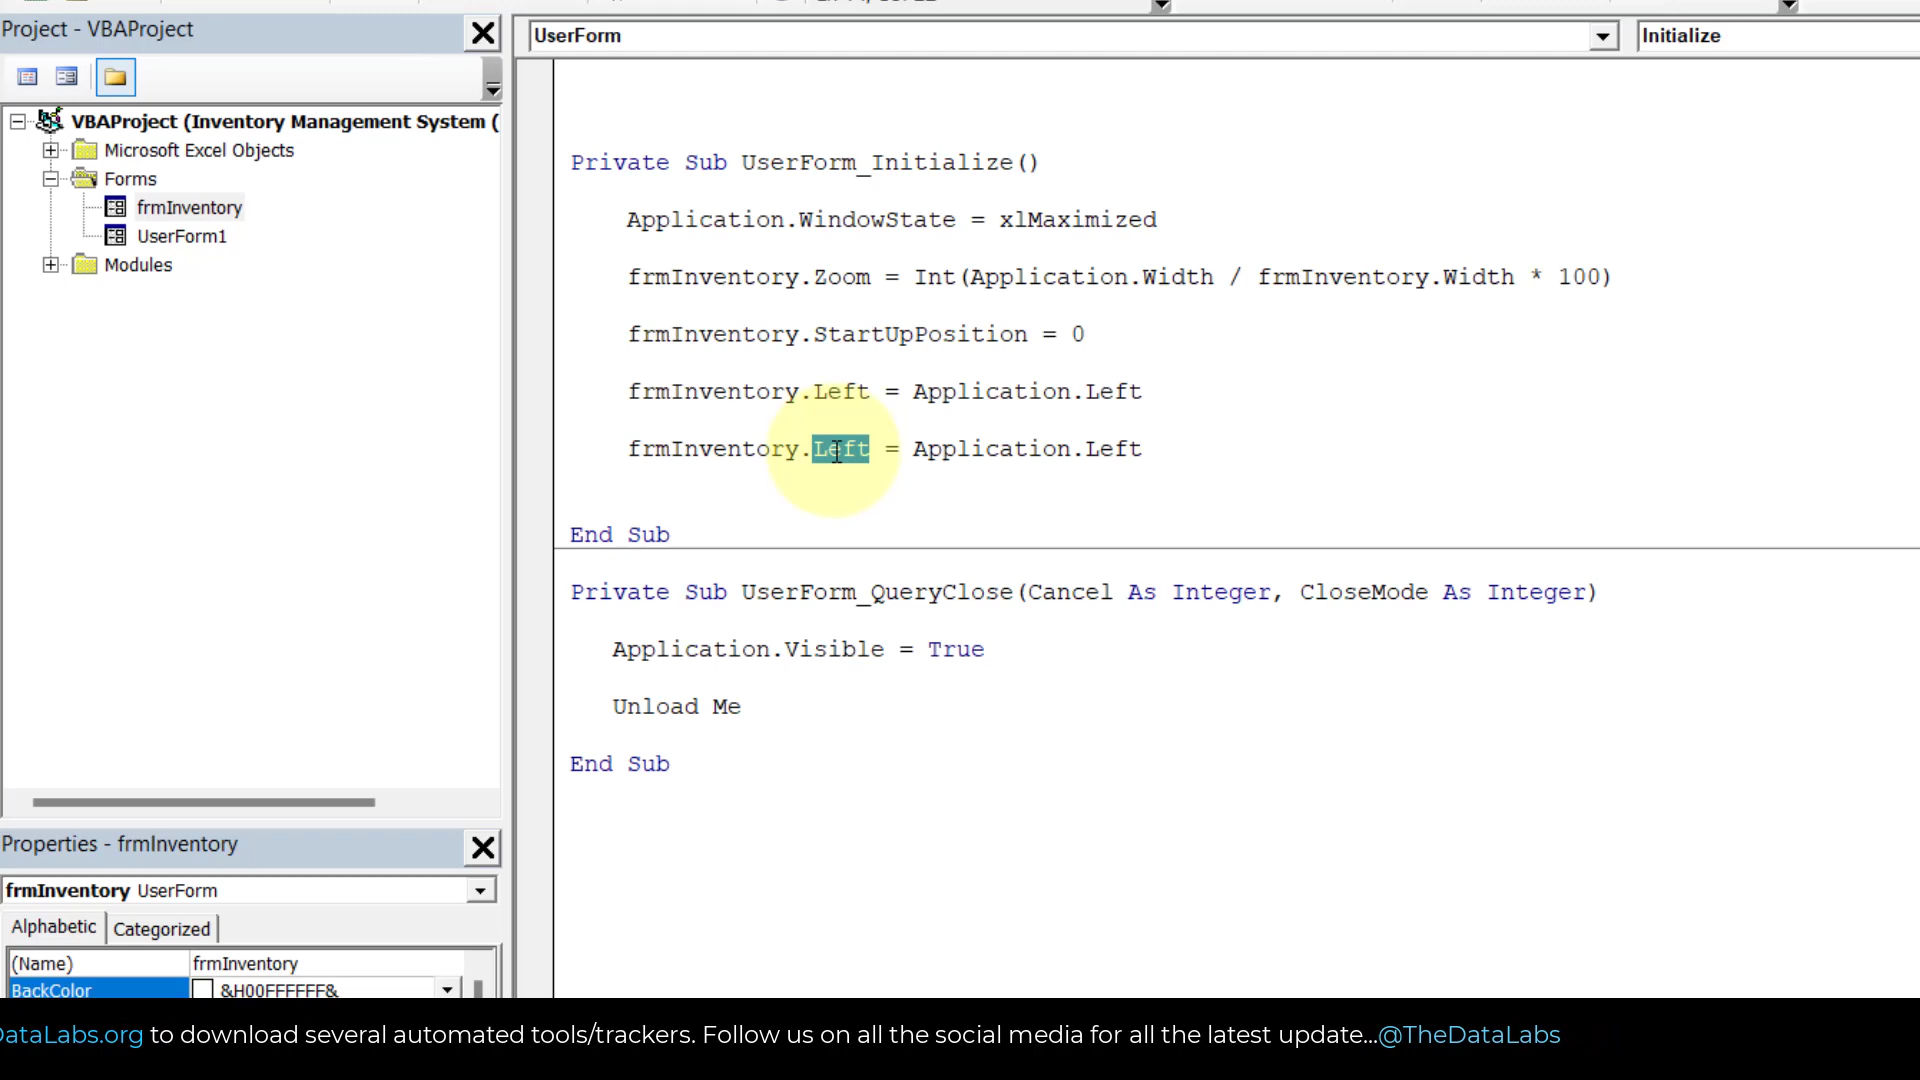 Project - VBAProject
UserForm
Initialize
VBAProject (Inventory Management System (
Microsoft Excel Objects
Forms
frmInventory
UserForm1
Modules
Private Sub UserForm_Initialize()
Application.WindowState = xlMaximized
frmInventory.Zoom = Int(Application.Width / frmInventory.Width * 100)
frmInventory.StartUpPosition = 0
frmInventory.Left = Application.Left
frmInventory.Left = Application.Left
End Sub
Private Sub UserForm_QueryClose(Cancel As Integer, CloseMode As Integer)
Application.Visible = True
Unload Me
End Sub
Properties - frmInventory
frmInventory UserForm
Alphabetic Categorized
(Name) frmInventory
BackColor &H00FFFFFF&
DataLabs.org to download several automated tools/trackers. Follow us on all the social media for all the latest update...@TheDataLabs